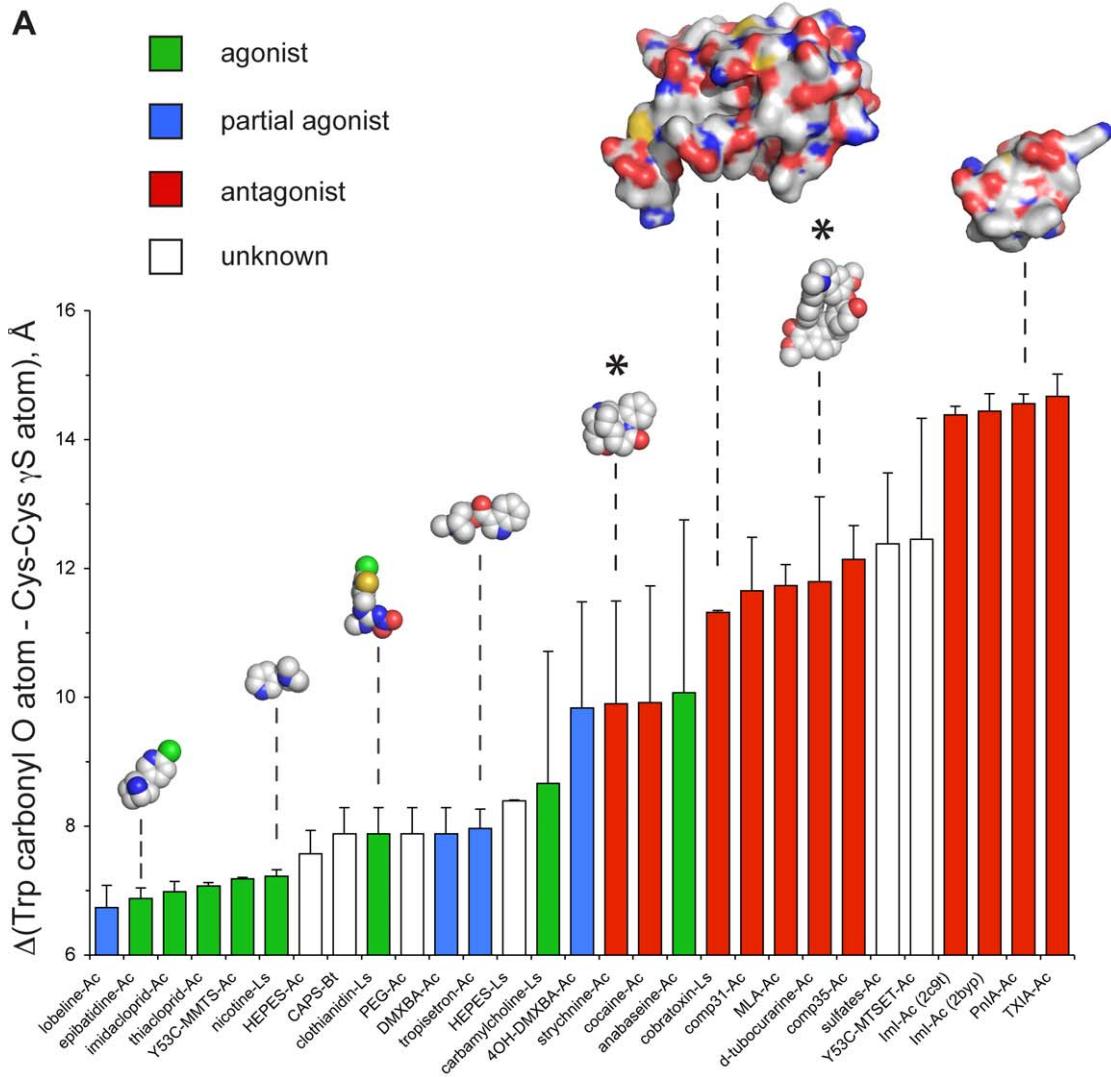 A
agonist
partial agonist
antagonist
unknown
*
*
Δ(Trp carbonyl O atom - Cys-Cys γS atom), Å
16
14
12
10
8
6
lobeline-Ac
epibatidine-Ac
imidacloprid-Ac
thiacloprid-Ac
Y53C-MMTS-Ac
nicotine-Ls
HEPES-Ac
CAPS-Bt
clothianidin-Ls
PEG-Ac
DMXBA-Ac
tropisetron-Ac
HEPES-Ls
carbamylcholine-Ls
4OH-DMXBA-Ac
strychnine-Ac
cocaine-Ac
anabaseine-Ac
cobratoxin-Ls
comp31-Ac
MLA-Ac
d-tubocurarine-Ac
comp35-Ac
sulfates-Ac
Y53C-MTSET-Ac
ImI-Ac (2c9t)
ImI-Ac (2byp)
PnIA-Ac
TXIA-Ac